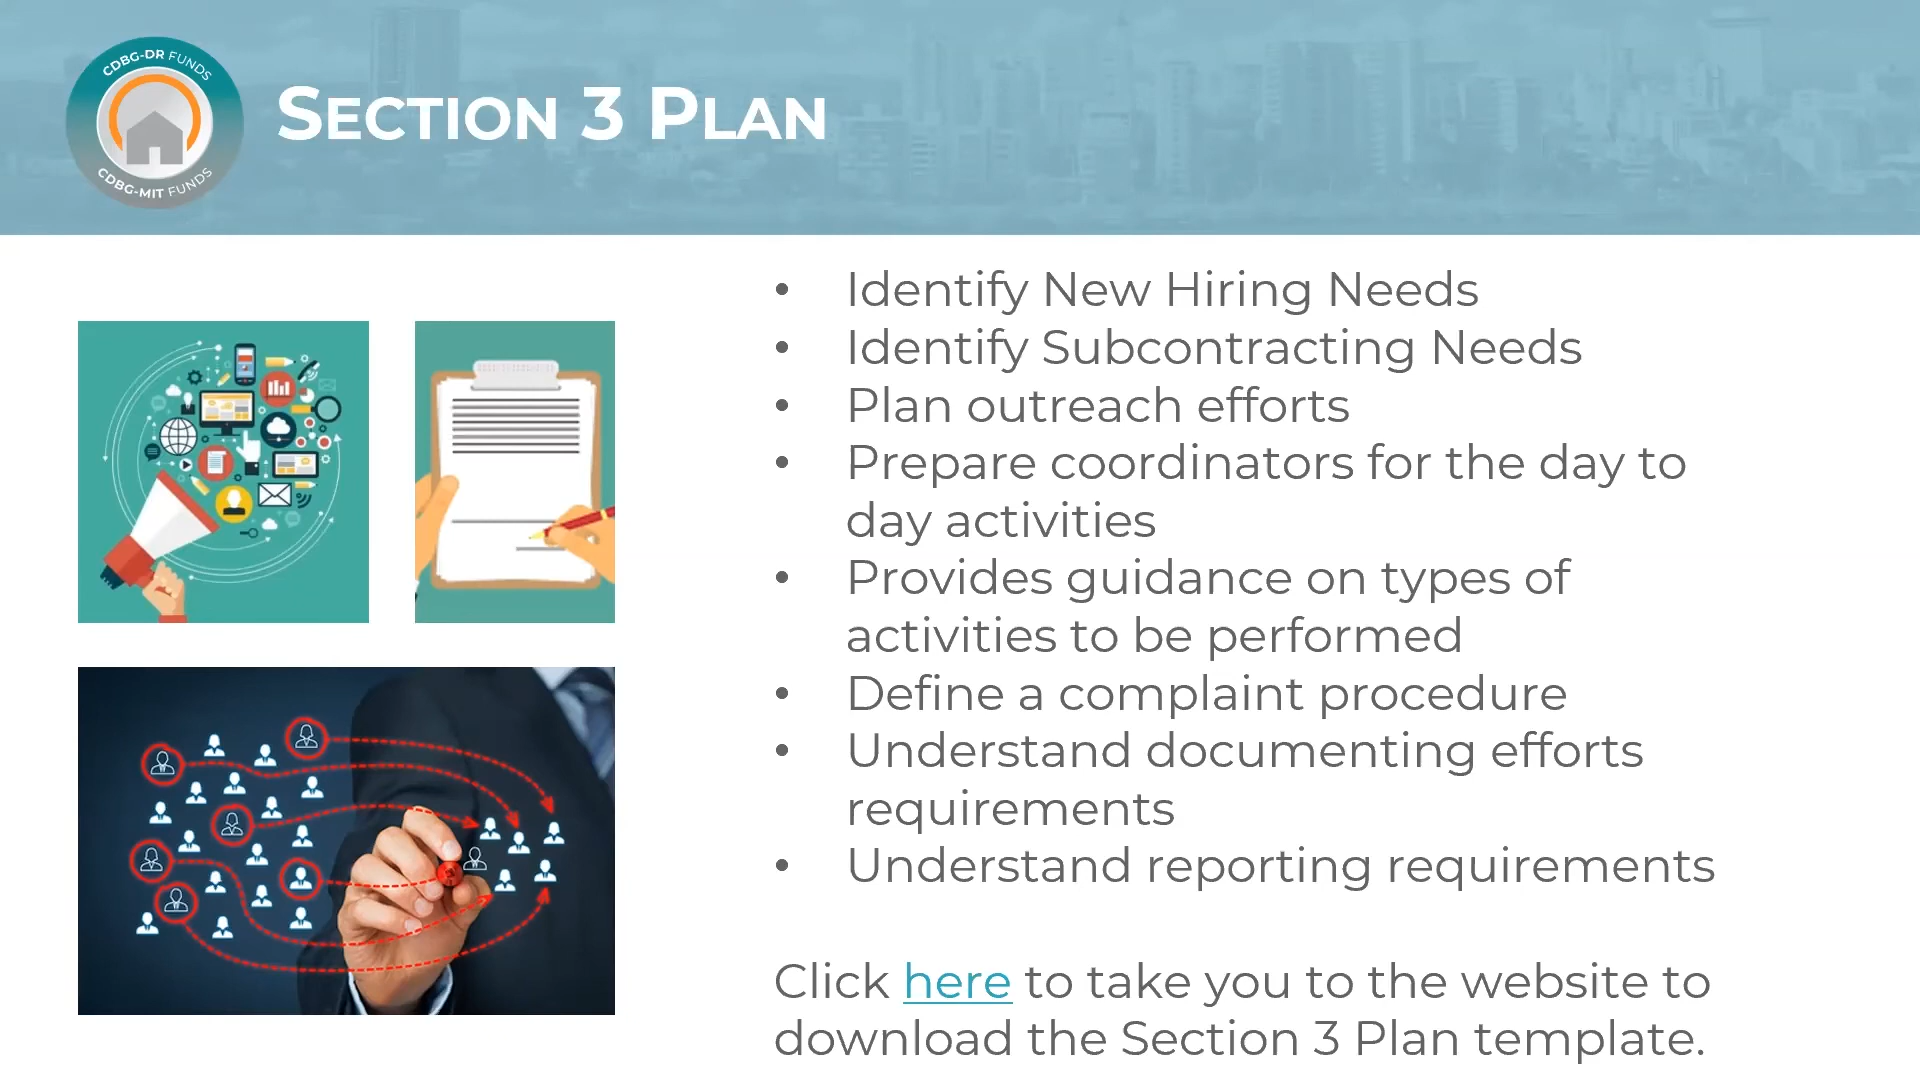 CDBG-DR FUNDS
CDBG-MIT FUNDS
SECTION 3 PLAN
• Identify New Hiring Needs
• Identify Subcontracting Needs
• Plan outreach efforts
• Prepare coordinators for the day to
day activities
• Provides guidance on types of
activities to be performed
• Define a complaint procedure
• Understand documenting efforts
requirements
• Understand reporting requirements
Click here to take you to the website to
download the Section 3 Plan template.